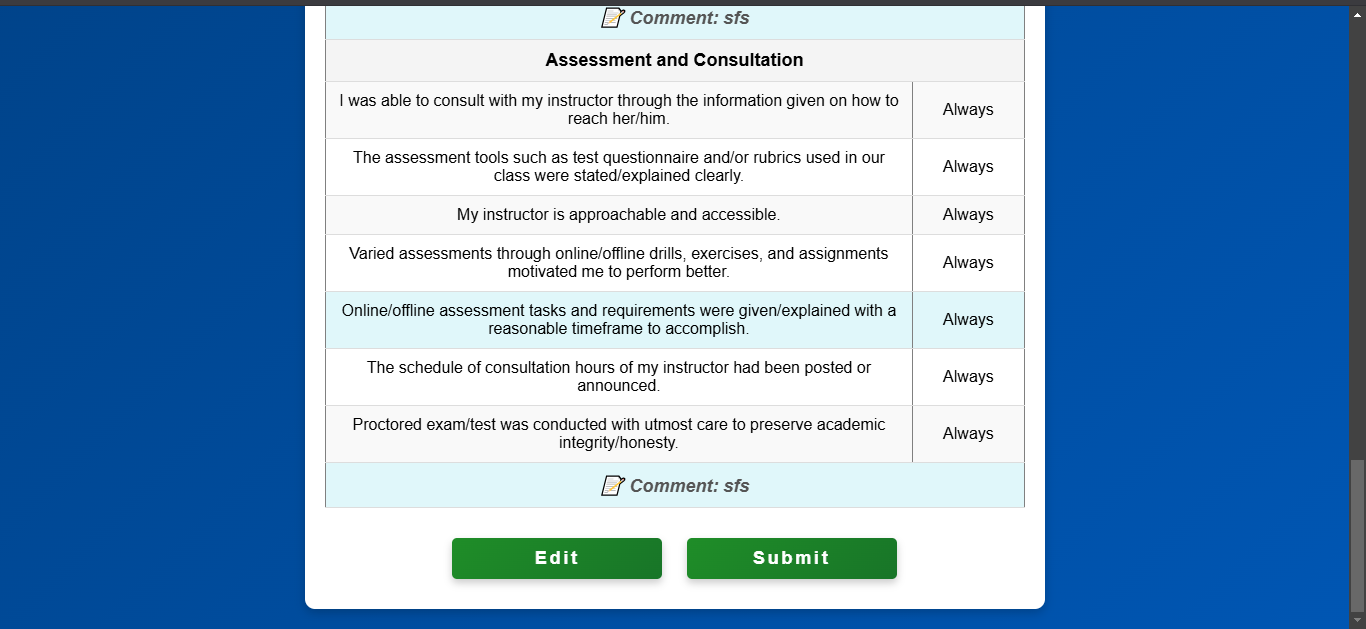 Comment: sfs
Assessment and Consultation
I was able to consult with my instructor through the information given on how to
reach her/him.
Always
The assessment tools such as test questionnaire and/or rubrics used in our
class were stated/explained clearly.
Always
My instructor is approachable and accessible.
Always
Varied assessments through online/offline drills, exercises, and assignments
motivated me to perform better.
Always
Online/offline assessment tasks and requirements were given/explained with a
reasonable timeframe to accomplish.
Always
The schedule of consultation hours of my instructor had been posted or
announced.
Always
Proctored exam/test was conducted with utmost care to preserve academic
integrity/honesty.
Always
Comment: sfs
Edit
Submit